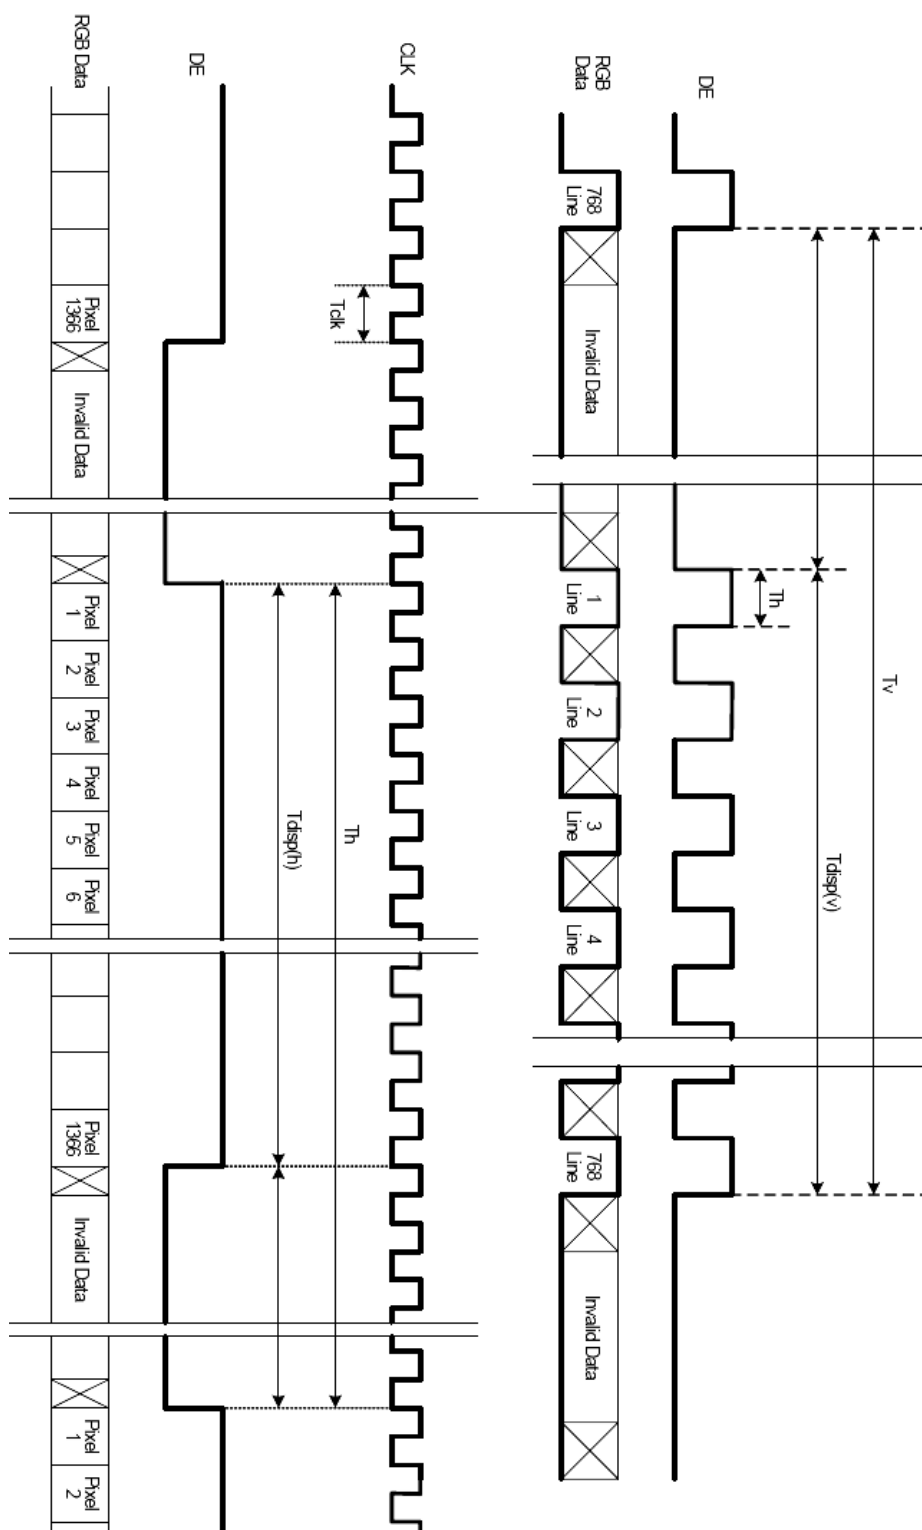 DE
Tv
Tdisp(v)
Th
RGB
Data
768
Line
Invalid Data
1
Line
2
Line
3
Line
4
Line
768
Line
Invalid Data
CLK
Tclk
Th
Tdisp(h)
DE
RGB Data
Pixel
1366
Invalid Data
Pixel
1
Pixel
2
Pixel
3
Pixel
4
Pixel
5
Pixel
6
Pixel
1366
Invalid Data
Pixel
1
Pixel
2